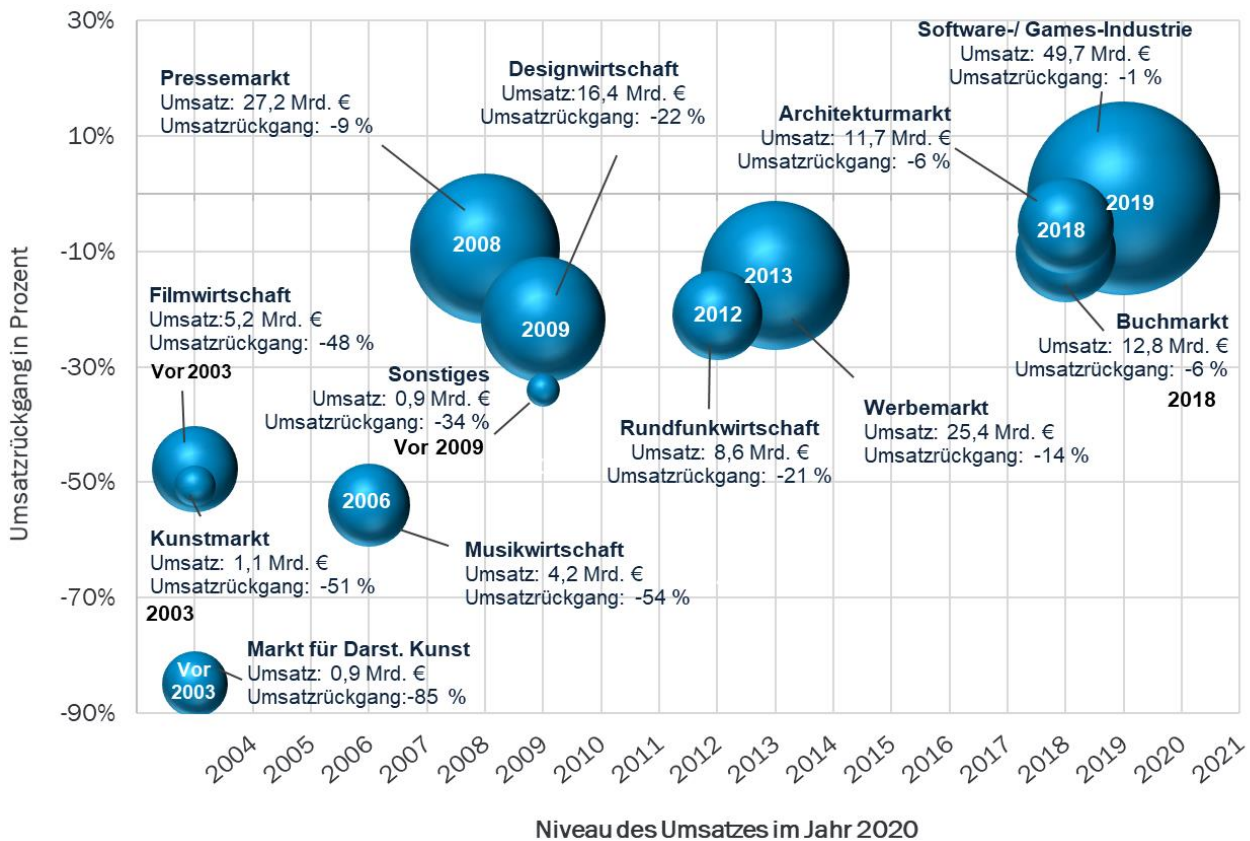 30%
10%
-10%
-30%
-50%
-70%
-90%
Umsatzrückgang in Prozent
Software-/ Games-Industrie
Umsatz: 49,7 Mrd. €
Umsatzrückgang: -1 %
2019
Pressemarkt
Umsatz: 27,2 Mrd. €
Umsatzrückgang: -9 %
2008
Designwirtschaft
Umsatz:16,4 Mrd. €
Umsatzrückgang: -22 %
2009
Architekturmarkt
Umsatz: 11,7 Mrd. €
Umsatzrückgang: -6 %
2018
Filmwirtschaft
Umsatz:5,2 Mrd. €
Umsatzrückgang: -48 %
Vor 2003
Sonstiges
Umsatz: 0,9 Mrd. €
Umsatzrückgang: -34 %
Vor 2009
2012
2013
Rundfunkwirtschaft
Umsatz: 8,6 Mrd. €
Umsatzrückgang: -21 %
Werbemarkt
Umsatz: 25,4 Mrd. €
Umsatzrückgang: -14 %
Buchmarkt
Umsatz: 12,8 Mrd. €
Umsatzrückgang: -6 %
2018
Kunstmarkt
Umsatz: 1,1 Mrd. €
Umsatzrückgang: -51 %
2003
2006
Musikwirtschaft
Umsatz: 4,2 Mrd. €
Umsatzrückgang: -54 %
Vor
2003
Markt für Darst. Kunst
Umsatz: 0,9 Mrd. €
Umsatzrückgang:-85 %
2004
2005
2006
2007
2008
2009
2010
2011
2012
2013
2014
2015
2016
2017
2018
2019
2020
2021
Niveau des Umsatzes im Jahr 2020